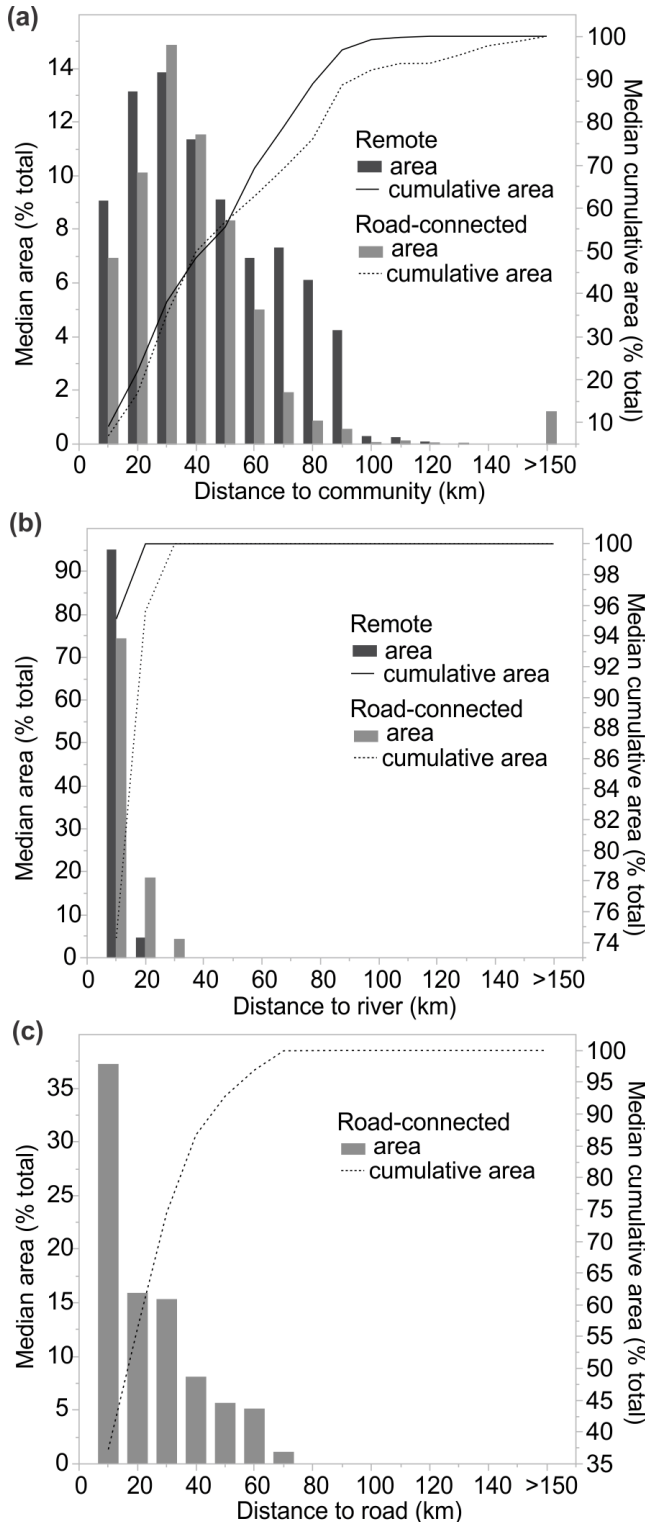 (a)
Median area (% total)
14
12
10
8
6
4
2
0
100
90
80
70
60
50
40
30
20
10
Median cumulative area (% total)
Remote
area
cumulative area
Road-connected
area
cumulative area
0 20 40 60 80 100 120 140 >150
Distance to community (km)
(b)
Median area (% total)
90
80
70
60
50
40
30
20
10
0
100
98
96
94
92
90
88
86
84
82
80
78
76
74
Median cumulative area (% total)
Remote
area
cumulative area
Road-connected
area
cumulative area
0 20 40 60 80 100 120 140 >150
Distance to river (km)
(c)
Median area (% total)
35
30
25
20
15
10
5
0
100
95
90
85
80
75
70
65
60
55
50
45
40
35
Median cumulative area (% total)
Road-connected
area
cumulative area
0 20 40 60 80 100 120 140 >150
Distance to road (km)